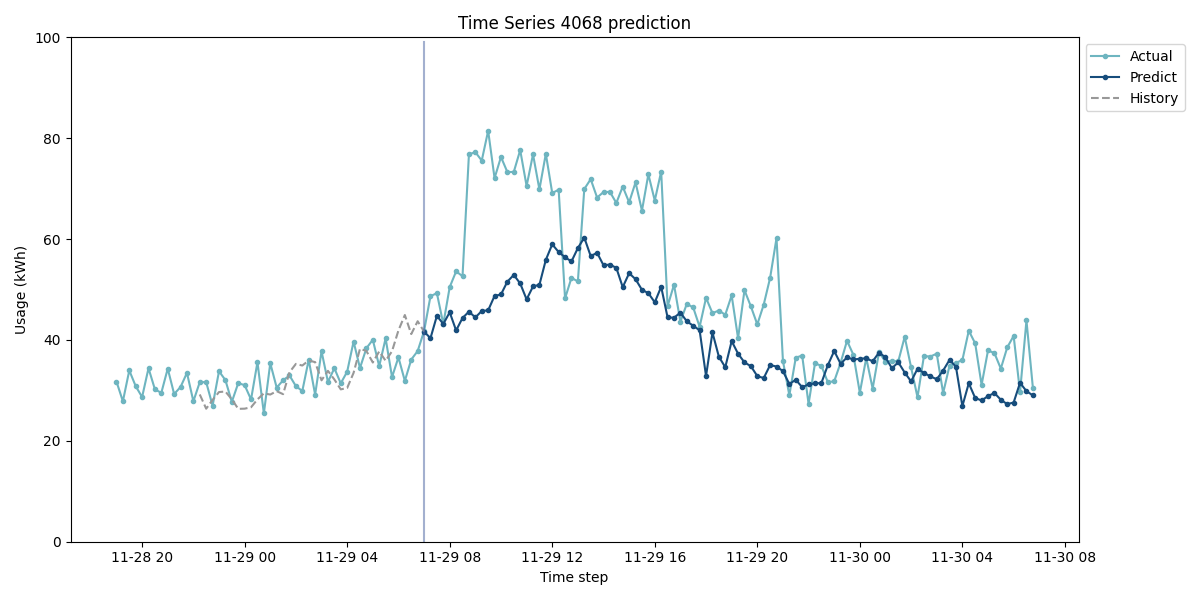 Time Series 4068 prediction
100
80
60
40
20
0
Usage (kWh)
11-28 20
11-29 00
11-29 04
11-29 08
11-29 12
11-29 16
11-29 20
11-30 00
11-30 04
11-30 08
Time step
Actual
Predict
History